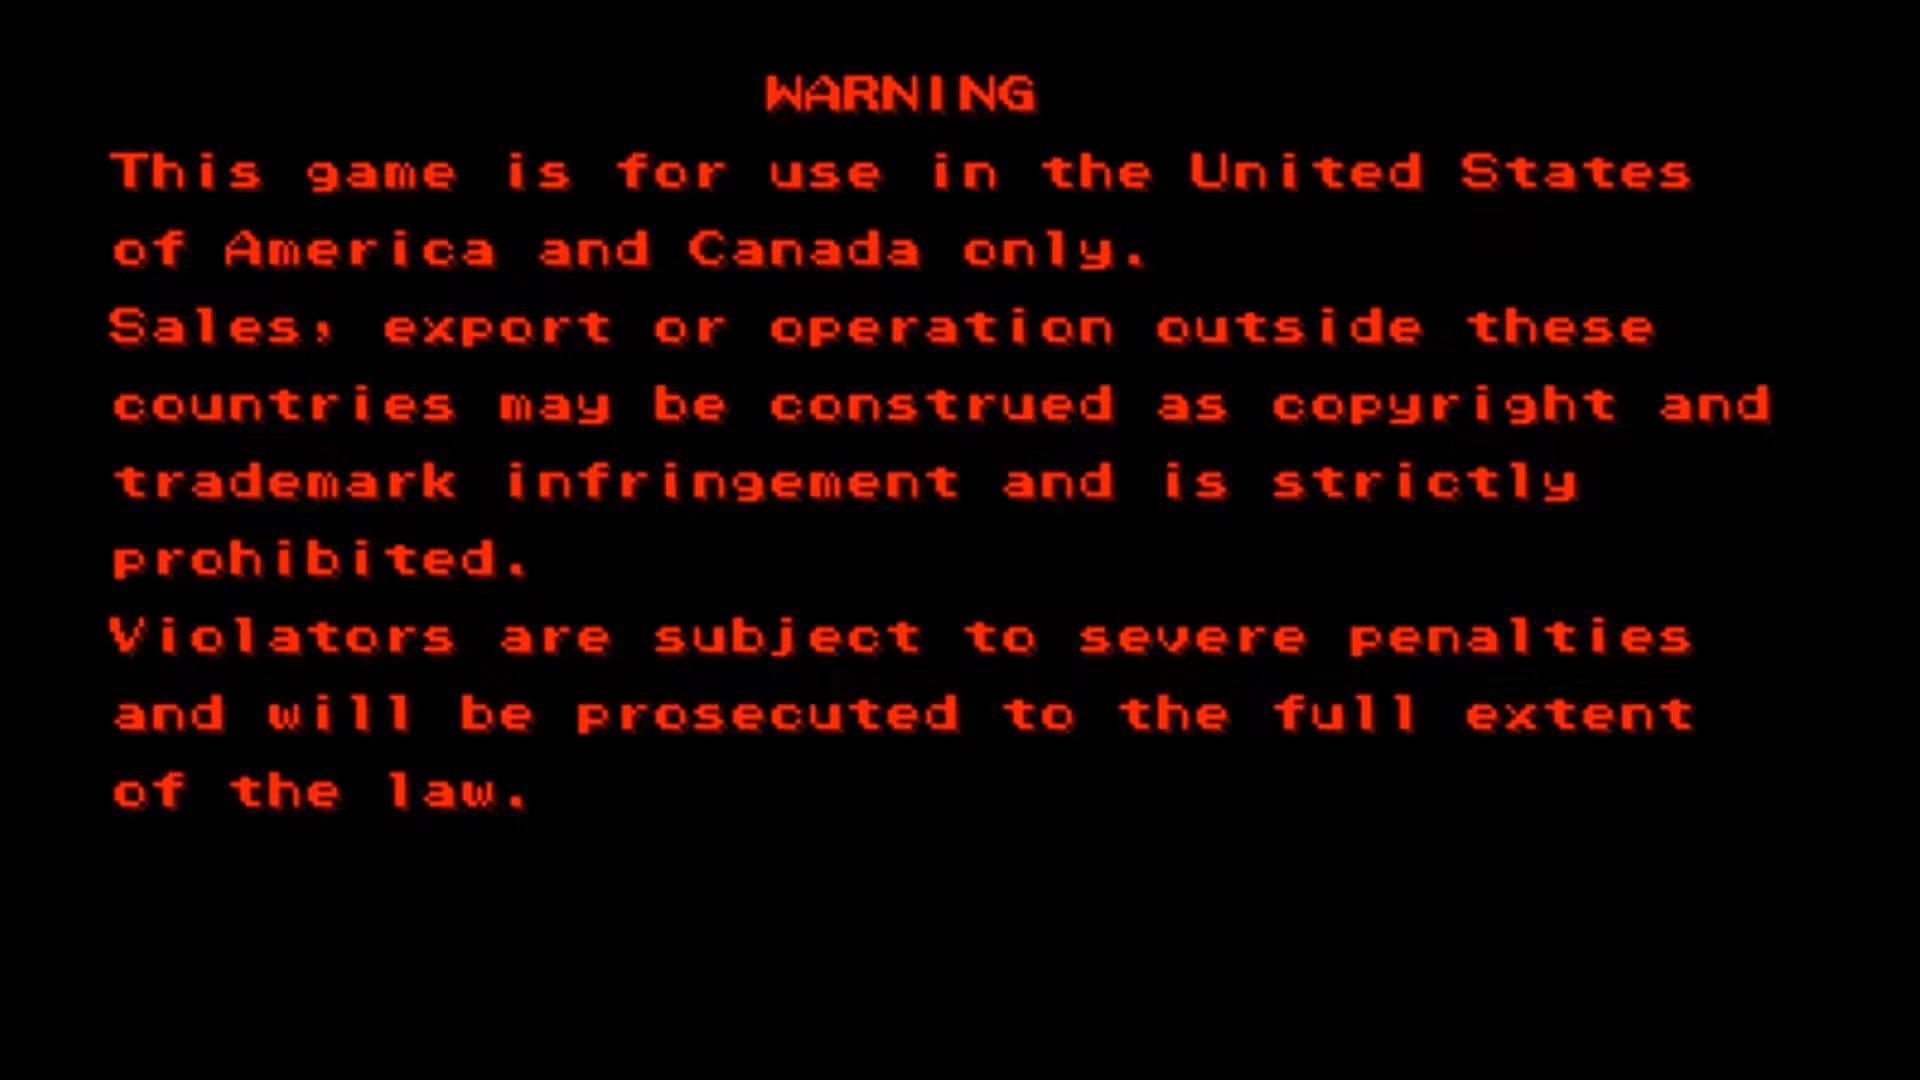 WARNING
This game is for use in the United States
of America and Canada only.
Sales, export or operation outside these
countries may be construed as copyright and
trademark infringement and is strictly
prohibited.
Violators are subject to severe penalties
and will be prosecuted to the full extent
of the law.